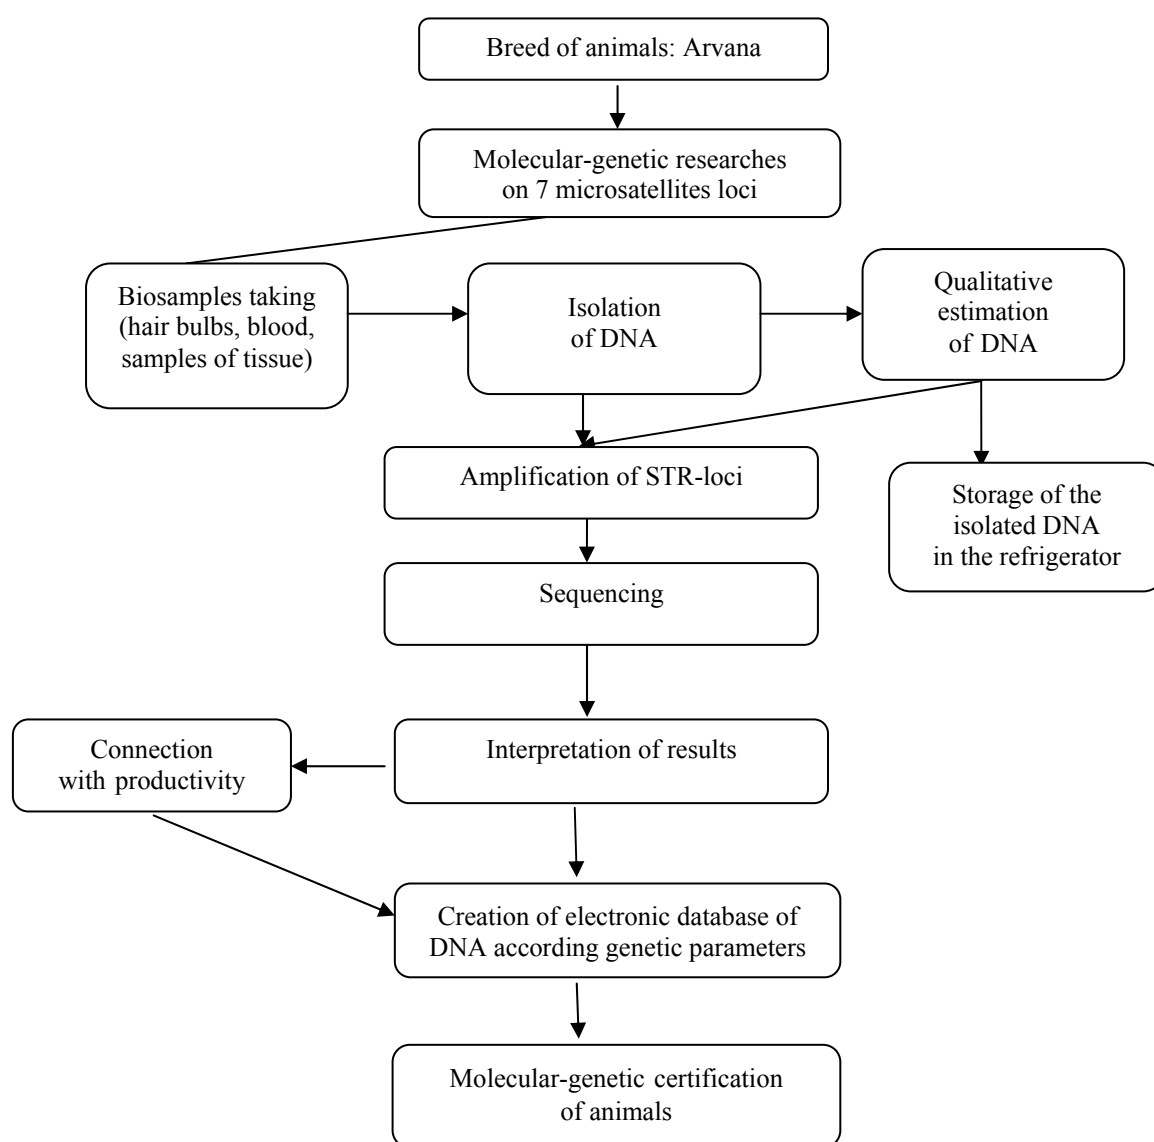 Breed of animals: Arvana
Molecular-genetic researches
on 7 microsatellites loci
Biosamples taking
(hair bulbs, blood,
samples of tissue)
Isolation
of DNA
Qualitative
estimation
of DNA
Amplification of STR-loci
Storage of the
isolated DNA
in the refrigerator
Sequencing
Interpretation of results
Connection
with productivity
Creation of electronic database of
DNA according genetic parameters
Molecular-genetic certification
of animals